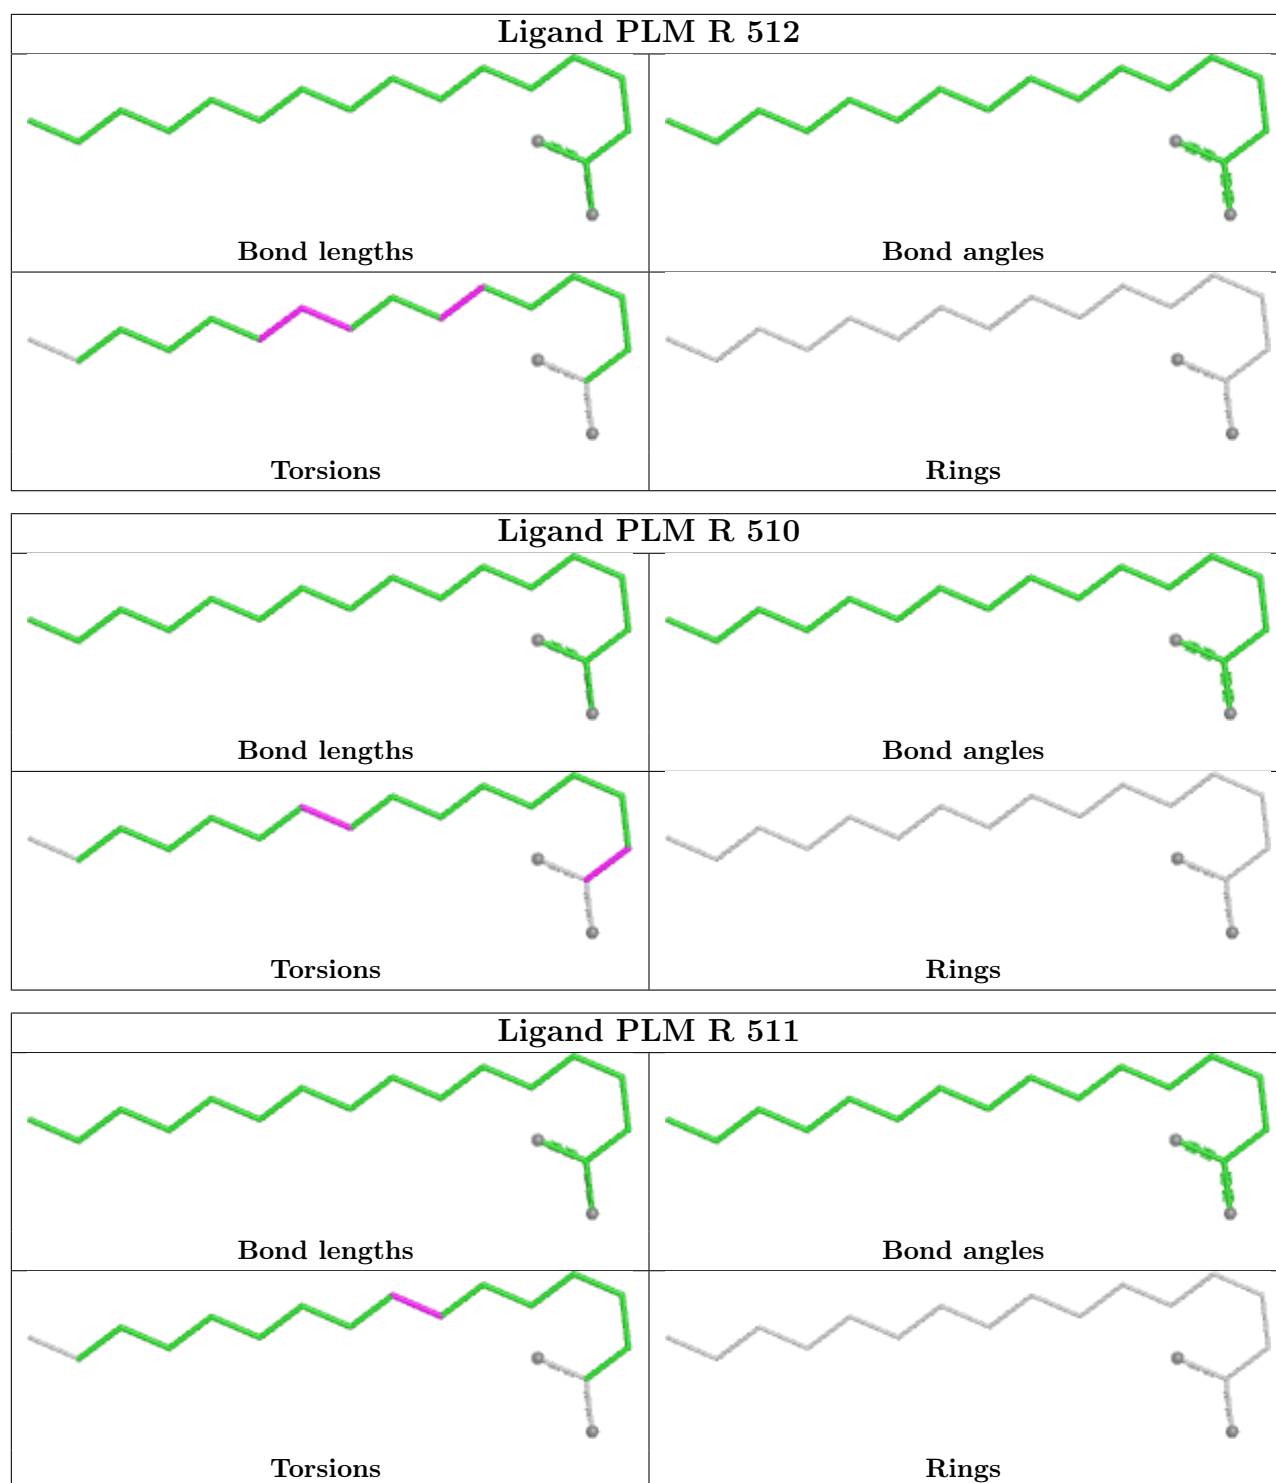 Ligand PLM R 512
Bond lengths
Bond angles
Torsions
Rings
Ligand PLM R 510
Bond lengths
Bond angles
Torsions
Rings
Ligand PLM R 511
Bond lengths
Bond angles
Torsions
Rings